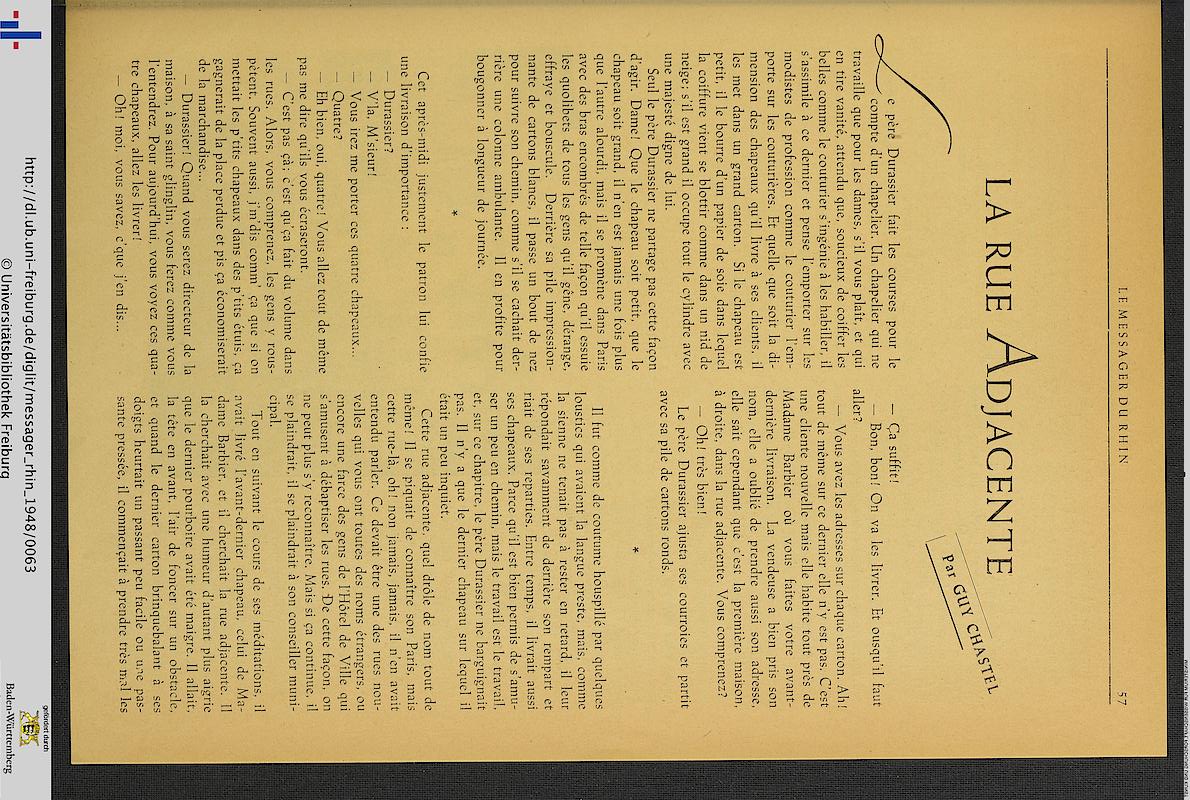 LE MESSAGER DU RHIN
57
LA RUE ADJACENTE
Par GUY CHASTEL
Le père Durassier fait les courses pour le
compte d'un chapelier. Un chapelier qui ne
travaille que pour les dames, s'il vous plaît, et qui
en tire vanité, attendu que, soucieux de coiffer les
belles comme le couturier s'ingénie à les habiller, il
s'assimile à ce dernier et pense l'emporter sur les
modistes de profession comme le couturier l'em-
porte sur les couturières. Et quelle que soit la di-
mension des chapeaux qu'il livre à ses clients, il
les met dans un grand carton. Si le chapeau est
petit, il le bourre d'un papier de soie dans lequel
la coiffure vient se blottir comme dans un nid de
neige; s'il est grand il occupe tout le cylindre avec
une majesté digne de lui.
Seul le père Durassier ne partage pas cette façon
d'agir. Dame! Que le chapeau soit petit, que le
chapeau soit grand, il n'en est jamais une fois plus
que l'autre alourdi, mais il se promène dans Paris
avec des bras encombrés de telle façon qu'il essuie
les quolibets de tous les gens qu'il gêne, dérange,
effraye et bouscule. Derrière sa pile impression-
nante de cartons blancs, il passe un bout de nez
pour suivre son chemin, comme s'il se cachait der-
rière une colonne ambulante. Il en profite pour
bougonner à longueur de journée.
*
Cet après-midi justement le patron lui confie
une livraison d'importance :
— Durassier?
— V'là, M'sieur!
— Vous irez me porter ces quatre chapeaux...
— Quatre?
— Eh bien, oui, quatre! Vous allez tout de même
pas me dire qu'ils vous écraseront.
— C'est pas çà; c'est qu'ça fait du volume dans
les rues. Alors, vous comprenez, les gens y rous-
pètent. Souvent aussi, j'm'dis comm' ça que si on
mettait les p'tits chapeaux dans des p'tits étuis, ça
gagnerait de la place perdue et pis ça économiserait
de la marchandise...
— Durassier! Quand vous serez directeur de la
maison, à sa saint glinglin, vous ferez comme vous
l'entendrez. Pour aujourd'hui, vous voyez ces qua-
tre chapeaux, allez les livrer!
— Oh! moi, vous savez, c'que j'en dis...
— Ça suffit!
— Bon, bon! On va les livrer. Et ousqu'il faut
aller?
— Vous avez les adresses sur chaque carton. Ah!
tout de même sur ce dernier elle n'y est pas. C'est
une cliente nouvelle mais elle habite tout près de
Madame Barbier où vous faites votre avant-
dernière livraison. La vendeuse a bien pris son
nom, elle a oublié de prendre aussi son adresse,
elle sait cependant que c'est la première maison,
à droite, dans la rue adjacente. Vous comprenez?
— Oh! très bien!
Le père Durassier ajusta ses courroies et partit
avec sa pile de cartons ronds.
*
Il fut comme de coutume houspillé par quelques
loustics qui avaient la langue preste, mais comme
la sienne ne tenait pas à rester en retard, il leur
répondait savamment de derrière son rempart et
riait de ses reparties. Entre temps, il livrait aussi
ses chapeaux. Parce qu'il est bien permis de s'amu-
ser un peu en chemin, mais le travail est le travail,
et, sur ce chapitre, le père Durassier ne barguignait
pas. Il n'y a que le dernier chapeau sur lequel il
était un peu inquiet.
Cette rue adjacente, quel drôle de nom tout de
même! Il se piquait de connaître son Paris, mais
cette rue-là, oh! non jamais, jamais, il n'en avait
entendu parler. Ce devait être une des rues nou-
velles qui vous ont toutes des noms étrangers, ou
encore une farce des gens de l'Hôtel de Ville qui
s'amusent à débaptiser les rues. De cette façon, on
ne peut plus s'y reconnaître. Mais si ça continue, il
se plaindrait, il se plaindrait à son conseiller muni-
cipal.
Tout en suivant le cours de ses méditations, il
avait livré l'avant-dernier chapeau, celui de Ma-
dame Barbier, et il cherchait la rue adjacente. Il
la cherchait avec une humeur d'autant plus aigrie
que le dernier pourboire avait été maigre. Il allait,
la tête en avant, l'air de foncer sur un obstacle,
et quand le dernier carton brinquebalant à ses
doigts heurtait un passant peu facile ou une pas-
sante pressée, il commençait à prendre très mal les
http://dl.ub.uni-freiburg.de/diglit/messager_rhin_1948/0063
© Universitätsbibliothek Freiburg
gefördert durch
Baden-Württemberg